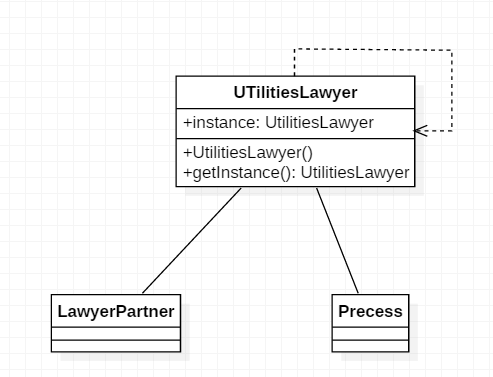 UTilitiesLawyer
+instance: UtilitiesLawyer
+UtilitiesLawyer()
+getInstance(): UtilitiesLawyer
LawyerPartner
Precess